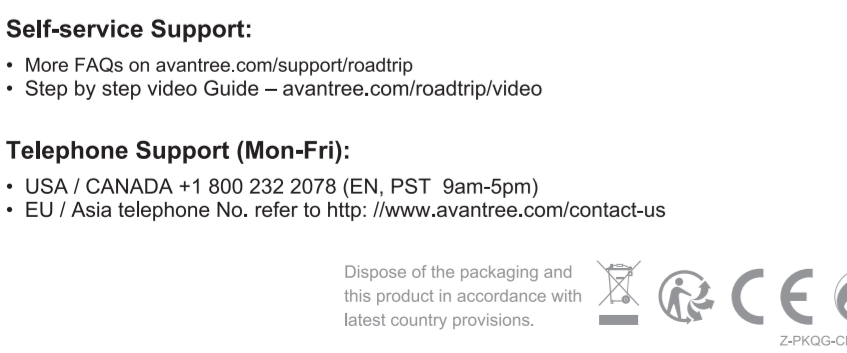 Self-service Support:
• More FAQs on avantree.com/support/roadtrip
• Step by step video Guide – avantree.com/roadtrip/video
Telephone Support (Mon-Fri):
• USA / CANADA +1 800 232 2078 (EN, PST 9am-5pm)
• EU / Asia telephone No. refer to http: //www.avantree.com/contact-us
Dispose of the packaging and
this product in accordance with
latest country provisions.
CE